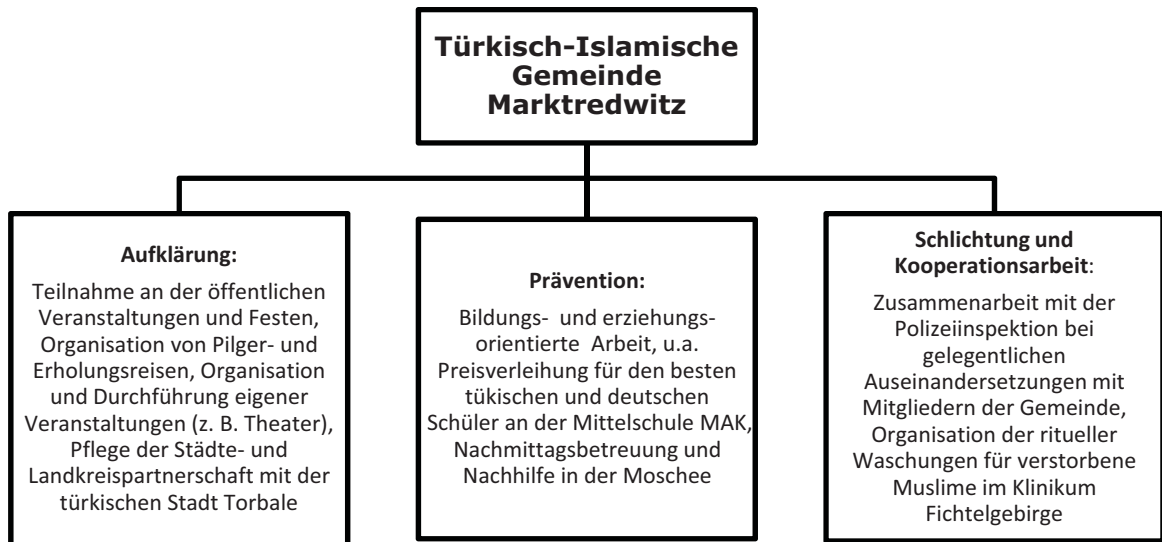 Türkisch-Islamische
Gemeinde
Marktredwitz
Aufklärung:
Teilnahme an der öffentlichen
Veranstaltungen und Festen,
Organisation von Pilger- und
Erholungsreisen, Organisation
und Durchführung eigener
Veranstaltungen (z. B. Theater),
Pflege der Städte- und
Landkreispartnerschaft mit der
türkischen Stadt Torbale
Prävention:
Bildungs- und erziehungs-
orientierte Arbeit, u.a.
Preisverleihung für den besten
tükischen und deutschen
Schüler an der Mittelschule MAK,
Nachmittagsbetreuung und
Nachhilfe in der Moschee
Schlichtung und
Kooperationsarbeit:
Zusammenarbeit mit der
Polizeiinspektion bei
gelegentlichen
Auseinandersetzungen mit
Mitgliedern der Gemeinde,
Organisation der ritueller
Waschungen für verstorbene
Muslime im Klinikum
Fichtelgebirge